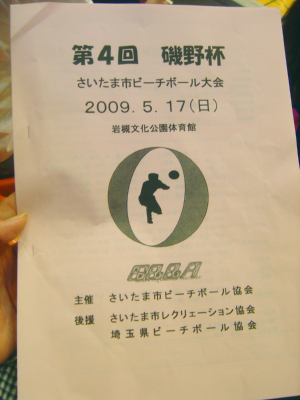 第4回 磯野杯
さいたま市ビーチボール大会
2009.5.17(日)
岩槻文化公園体育館
主催 さいたま市ビーチボール協会
後援 さいたま市レクリェーション協会
埼玉県ビーチボール協会